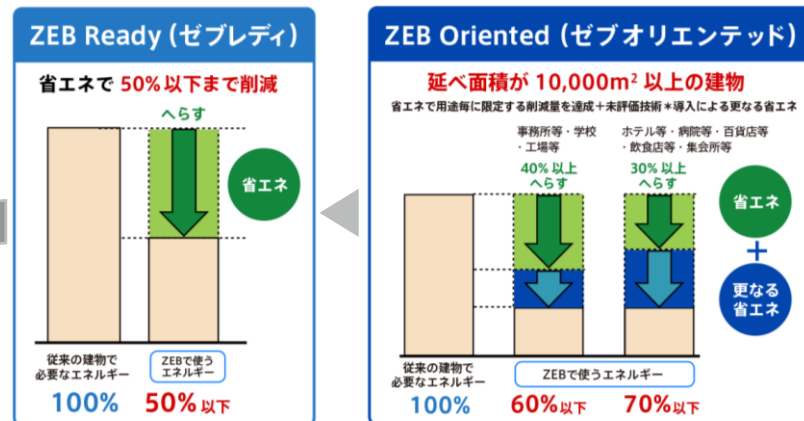 ZEB Ready(ゼブレディ)
省エネで 50%以下まで削減
へらす
省エネ
従来の建物で
必要なエネルギー
100%
ZEBで使う
エネルギー
50%以下
ZEB Oriented(ゼブオリエンテッド)
延べ面積が 10,000m² 以上の建物
省エネで用途毎に限定する削減量を達成+未評価技術*導入による更なる省エネ
事務所等・学校
・工場等
40%以上
へらす
ホテル等・病院等・百貨店等
・飲食店等・集会所等
30%以上
へらす
省エネ
+
更なる
省エネ
従来の建物で
必要なエネルギー
100%
ZEBで使うエネルギー
60%以下
70%以下